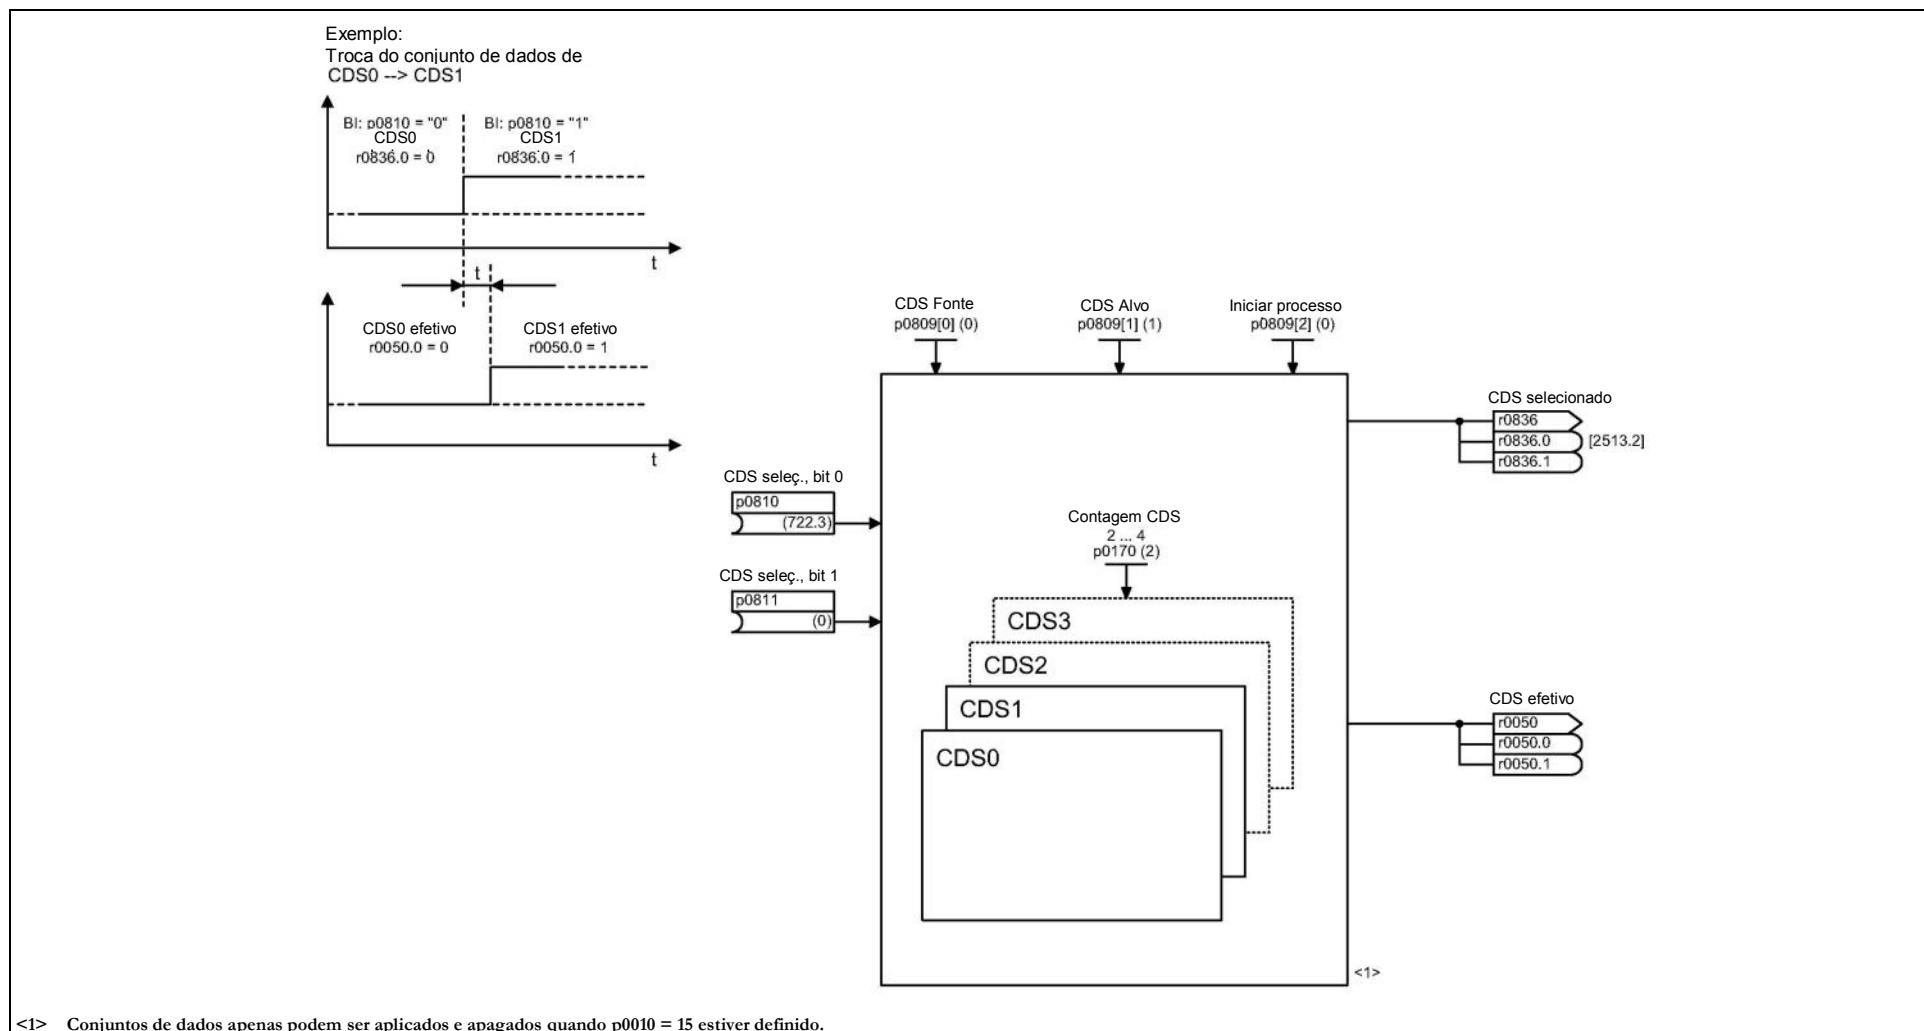 Exemplo:
Troca do conjunto de dados de
CDS0 --> CDS1
BI: p0810 = "0"
CDS0
r0836.0 = 0
BI: p0810 = "1"
CDS1
r0836.0 = 1
t
t
CDS0 efetivo
r0050.0 = 0
CDS1 efetivo
r0050.0 = 1
t
CDS Fonte
p0809[0] (0)
CDS Alvo
p0809[1] (1)
Iniciar processo
p0809[2] (0)
CDS selecionado
r0836
r0836.0
[2513.2]
r0836.1
CDS seleç., bit 0
p0810
(722.3)
Contagem CDS
2 ... 4
p0170 (2)
CDS seleç., bit 1
p0811
(0)
CDS3
CDS2
CDS1
CDS0
CDS efetivo
r0050
r0050.0
r0050.1
<1>
<1> Conjuntos de dados apenas podem ser aplicados e apagados quando p0010 = 15 estiver definido.